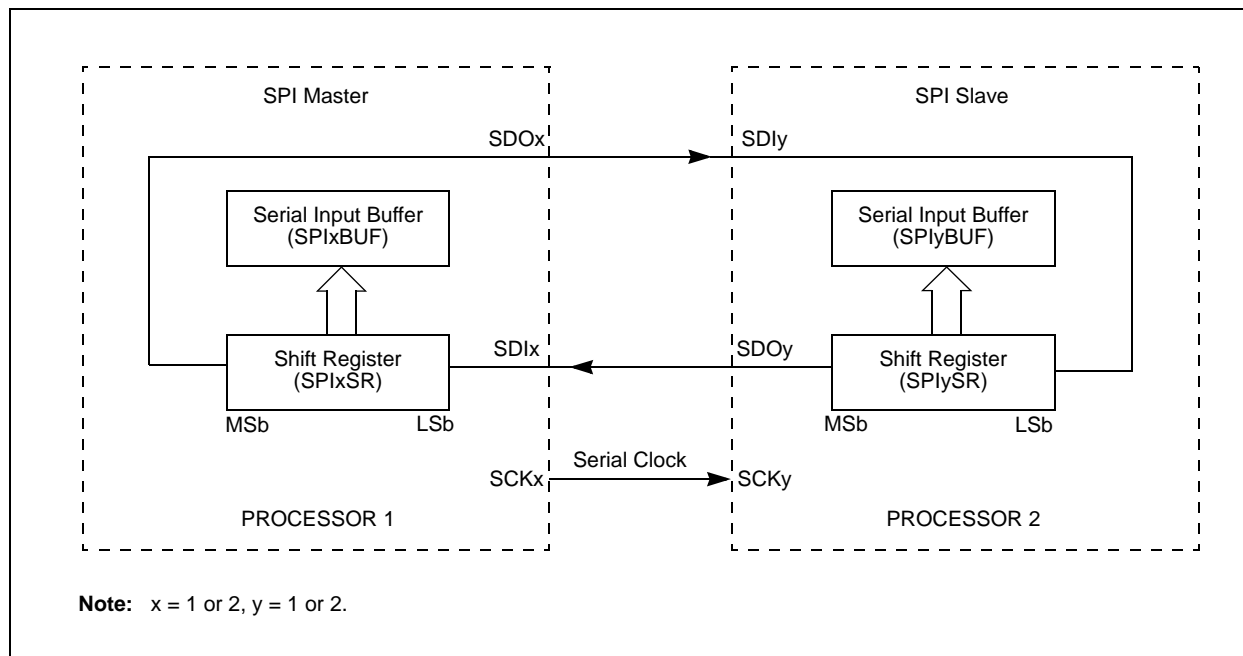 SPI Master
SPI Slave
SDOx
SDIy
Serial Input Buffer
(SPIxBUF)
Serial Input Buffer
(SPIyBUF)
Shift Register
(SPIxSR)
SDIx
SDOy
Shift Register
(SPIySR)
MSb
LSb
MSb
LSb
Serial Clock
SCKx
SCKy
PROCESSOR 1
PROCESSOR 2
Note: x = 1 or 2, y = 1 or 2.